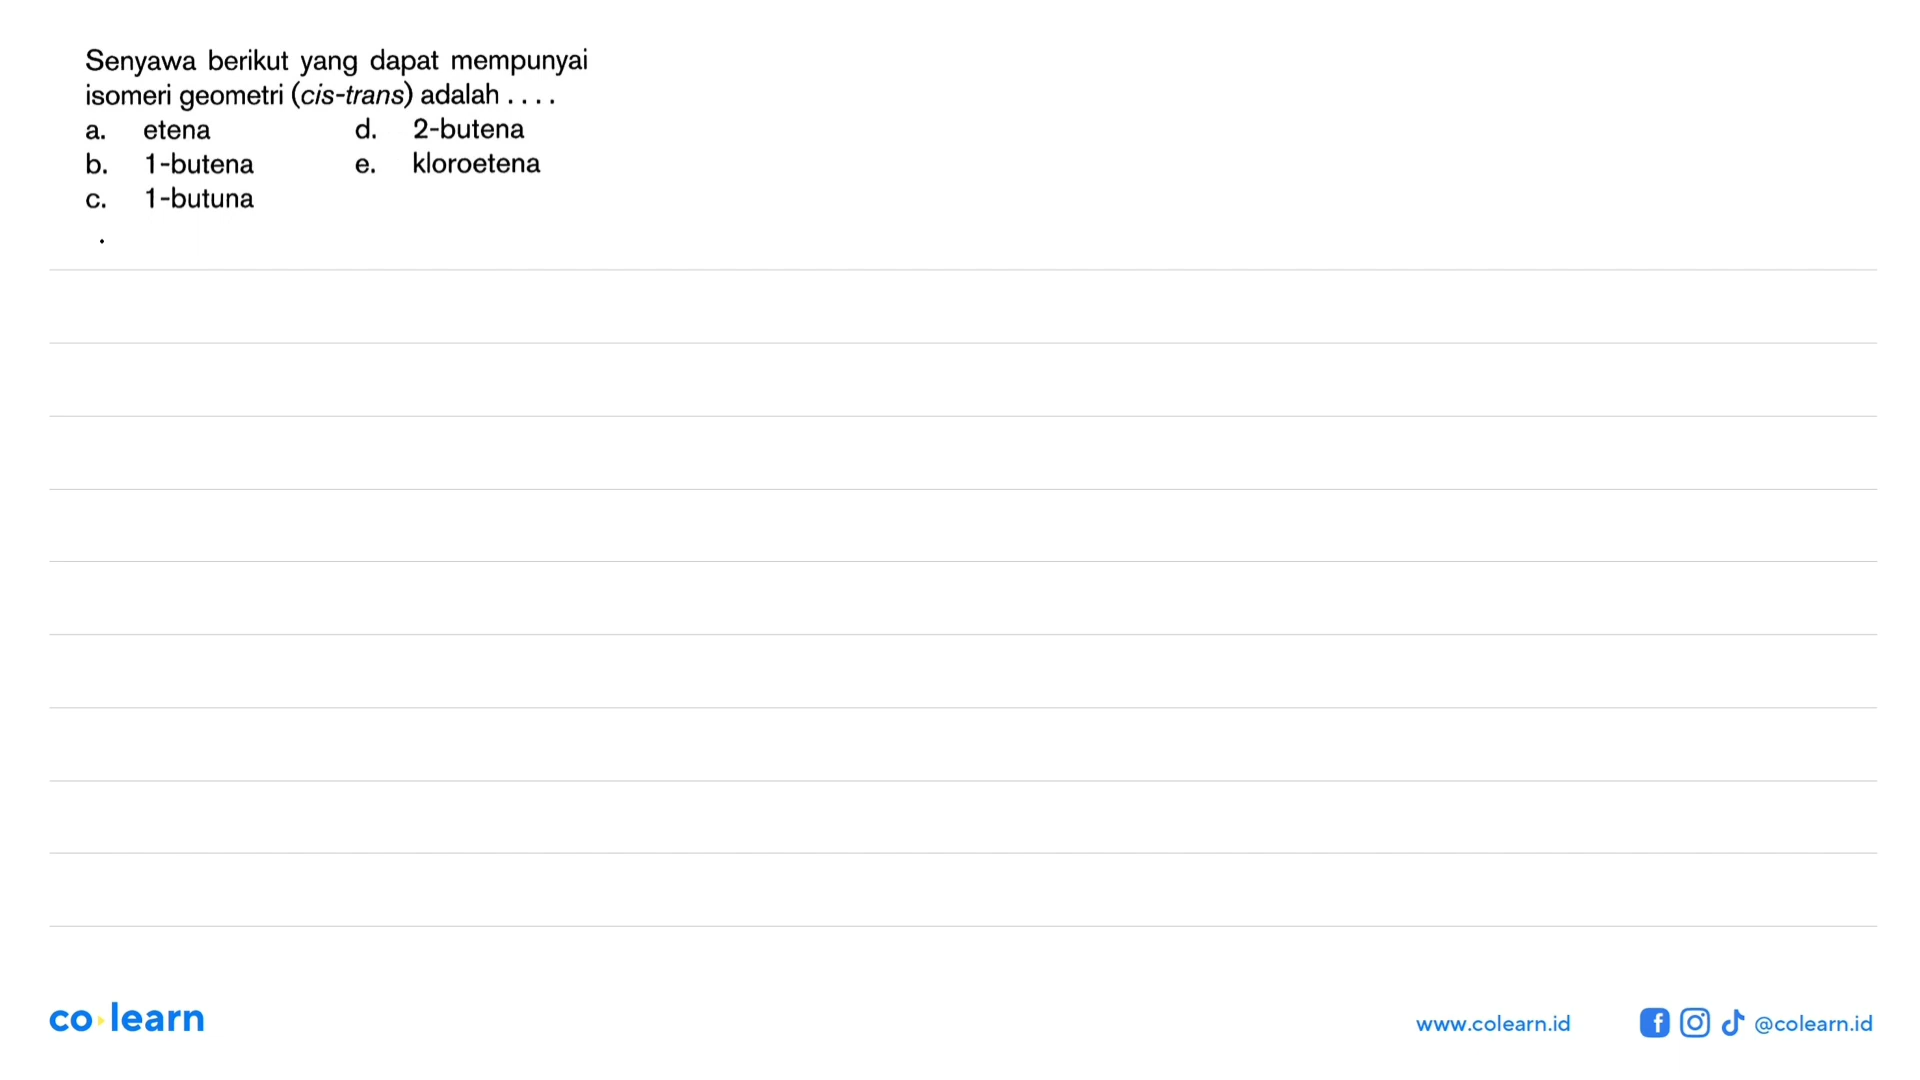 Senyawa berikut yang dapat mempunyai
isomeri geometri (cis-trans) adalah . . . .
a. etena d. 2-butena
b. 1-butena e. kloroetena
c. 1-butuna
.
co learn
www.colearn.id @colearn.id